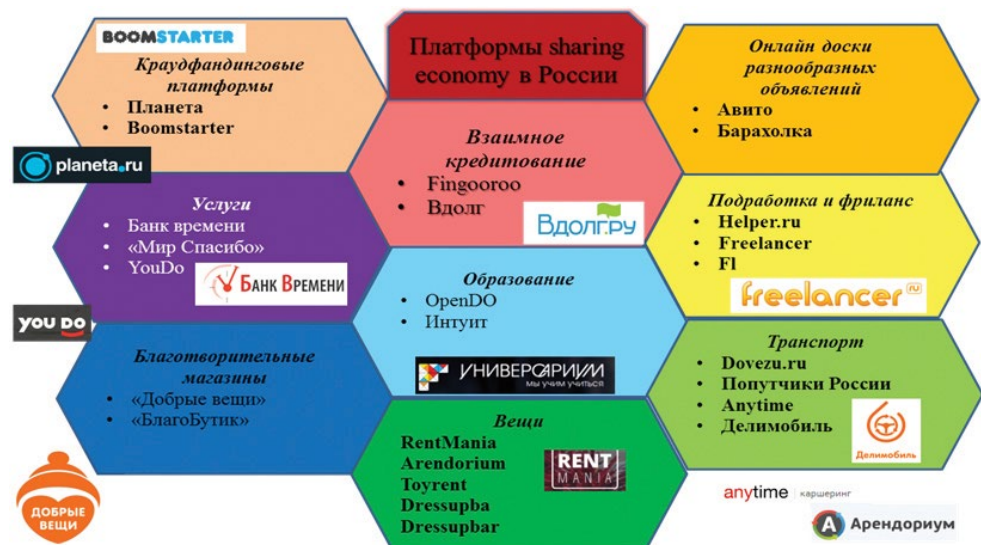 BOOMSTARTER
Краудфандинговые
платформы
• Планета
• Boomstarter
planeta.ru
Платформы sharing
economy в России
Онлайн доски
разнообразных
объявлений
• Авито
• Барахолка
Взаимное
кредитование
• Fingooroo
• Вдолг
ВДОЛГ.РУ
Услуги
• Банк времени
• «Мир Спасибо»
• YouDo
БАНК ВРЕМЕНИ
YOU DO
Подработка и фриланс
• Helper.ru
• Freelancer
• Fl
freelancer ru
Образование
• OpenDO
• Интуит
УНИВЕРСАРИУМ
МЫ УЧИМ УЧИТЬСЯ
Благотворительные
магазины
• «Добрые вещи»
• «БлагоБутик»
ДОБРЫЕ
ВЕЩИ
Транспорт
• Dovezu.ru
• Попутчики России
• Anytime
• Делимобиль
Делимобиль
Вещи
RentMania
Arendorium
Toyrent
Dressupba
Dressupbar
RENT
MANIA
anytime | каршеринг
А Арендориум